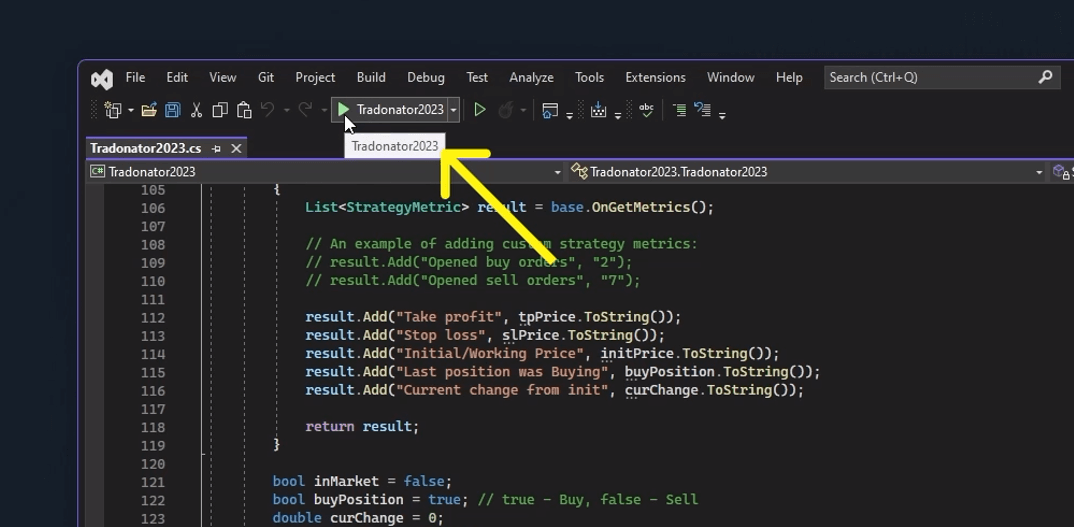 File Edit View Git Project Build Debug Test Analyze Tools Extensions Window Help Search (Ctrl+Q)
Tradonator2023 abc
Tradonator2023.cs
Tradonator2023
C# Tradonator2023 Tradonator2023.Tradonator2023
105 {
106 List<StrategyMetric> result = base.OnGetMetrics();
107
108 // An example of adding custom strategy metrics:
109 // result.Add("Opened buy orders", "2");
110 // result.Add("Opened sell orders", "7");
111
112 result.Add("Take profit", tpPrice.ToString());
113 result.Add("Stop loss", slPrice.ToString());
114 result.Add("Initial/Working Price", initPrice.ToString());
115 result.Add("Last position was Buying", buyPosition.ToString());
116 result.Add("Current change from init", curChange.ToString());
117
118 return result;
119 }
120
121 bool inMarket = false;
122 bool buyPosition = true; // true - Buy, false - Sell
123 double curChange = 0;